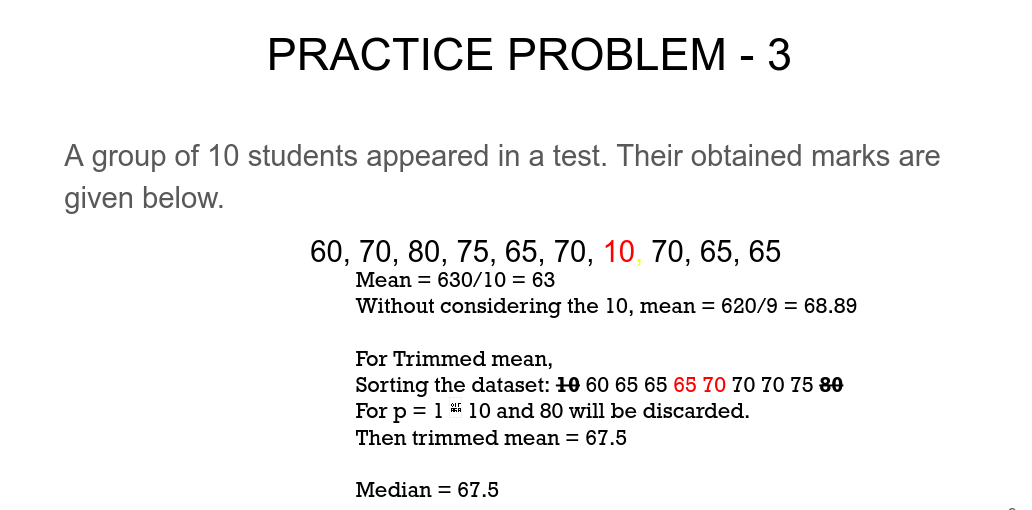 PRACTICE PROBLEM - 3
A group of 10 students appeared in a test. Their obtained marks are
given below.
60, 70, 80, 75, 65, 70, 10, 70, 65, 65
Mean = 630/10 = 63
Without considering the 10, mean = 620/9 = 68.89
For Trimmed mean,
Sorting the dataset: 10 60 65 65 65 70 70 70 75 80
For p = 1 10 and 80 will be discarded.
Then trimmed mean = 67.5
Median = 67.5